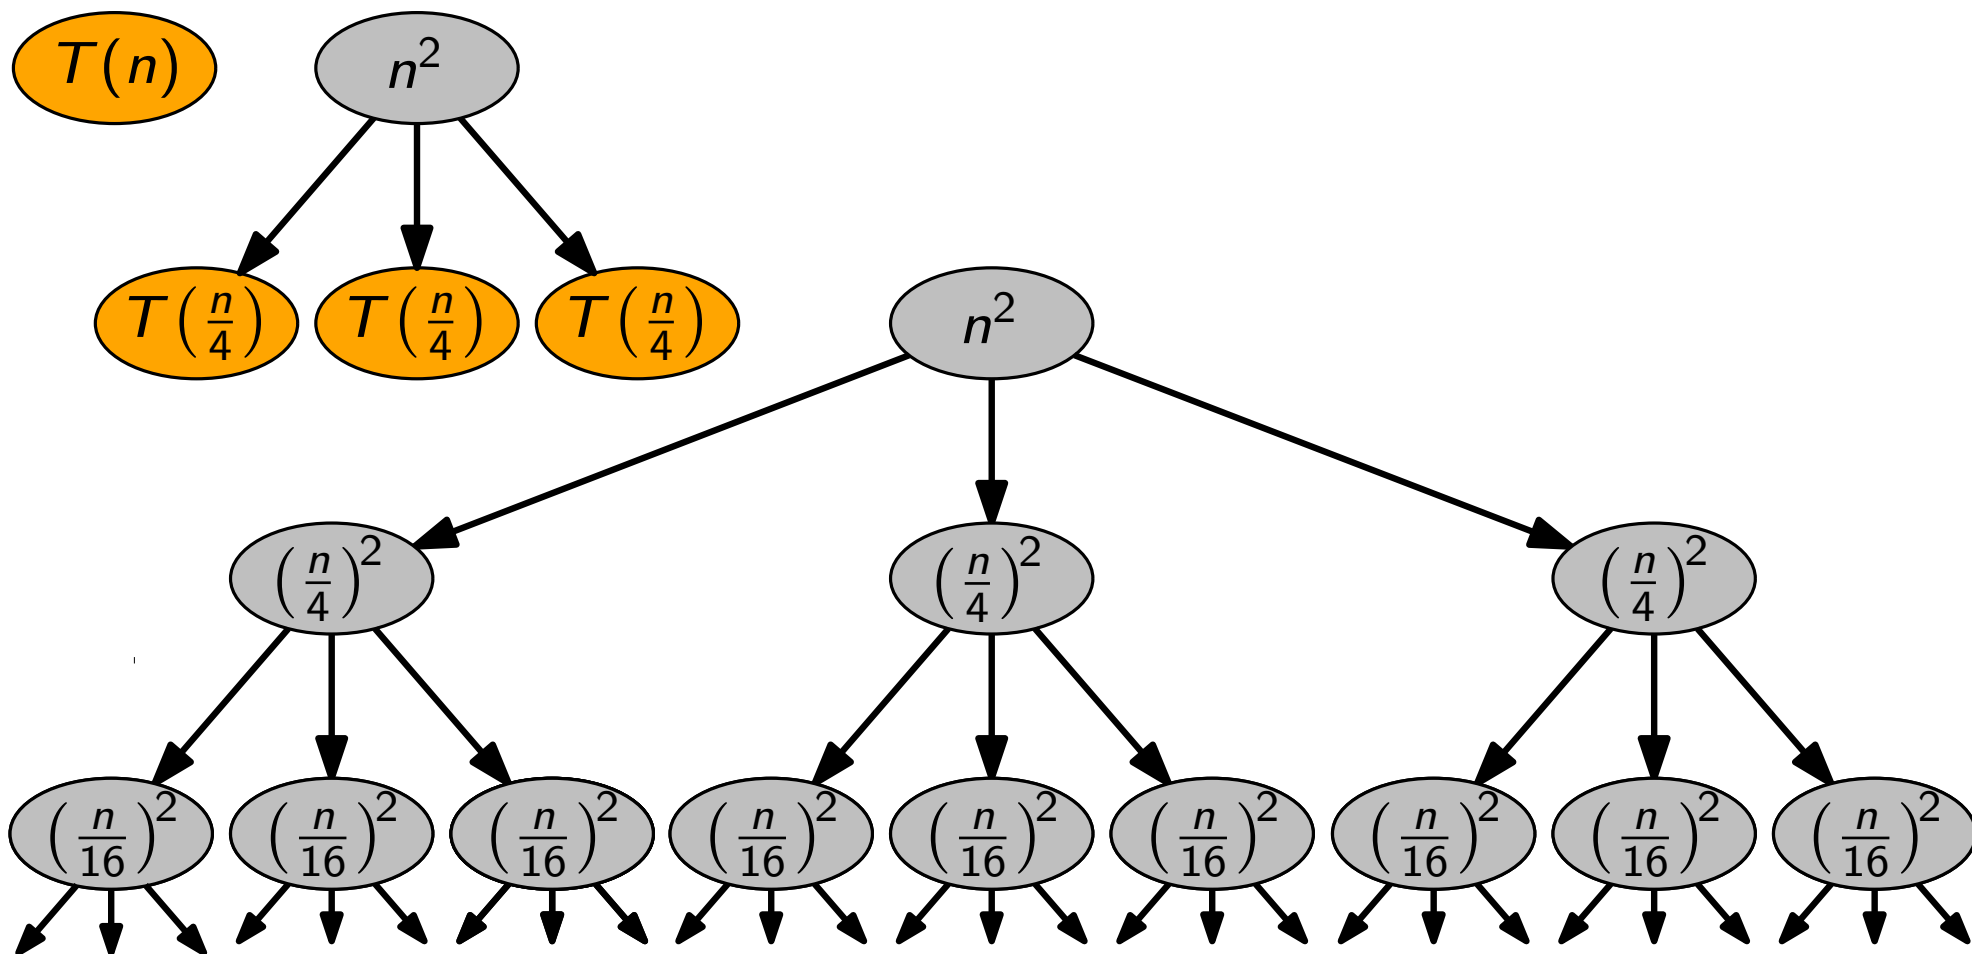 T(n) n²
T(n/4) T(n/4) T(n/4) n²
(n/4)² (n/4)² (n/4)²
(n/16)² (n/16)² (n/16)² (n/16)² (n/16)² (n/16)² (n/16)² (n/16)² (n/16)²